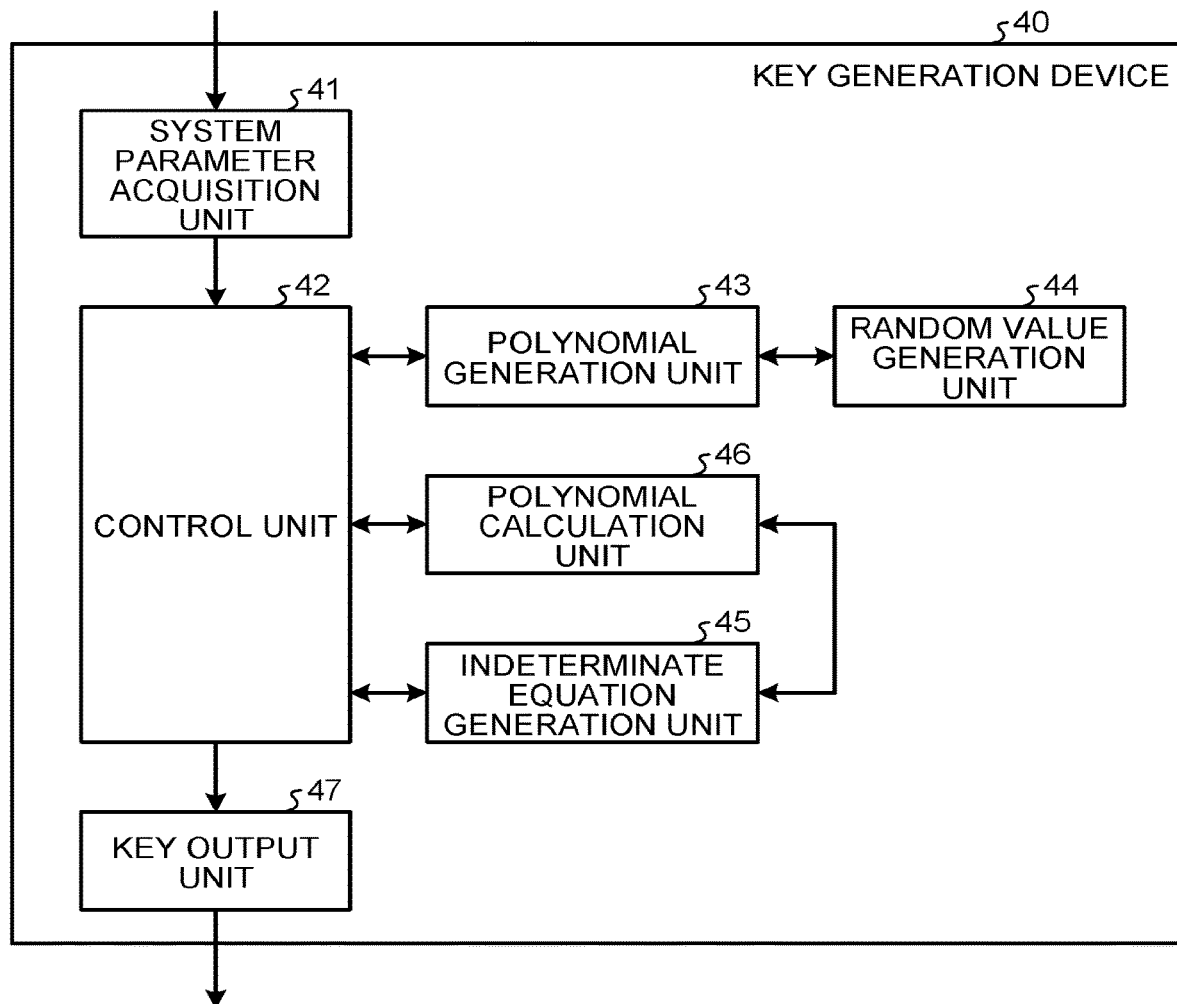 40
KEY GENERATION DEVICE
41
SYSTEM
PARAMETER
ACQUISITION
UNIT
42
CONTROL UNIT
43
POLYNOMIAL
GENERATION UNIT
44
RANDOM VALUE
GENERATION
UNIT
46
POLYNOMIAL
CALCULATION
UNIT
45
INDETERMINATE
EQUATION
GENERATION UNIT
47
KEY OUTPUT
UNIT